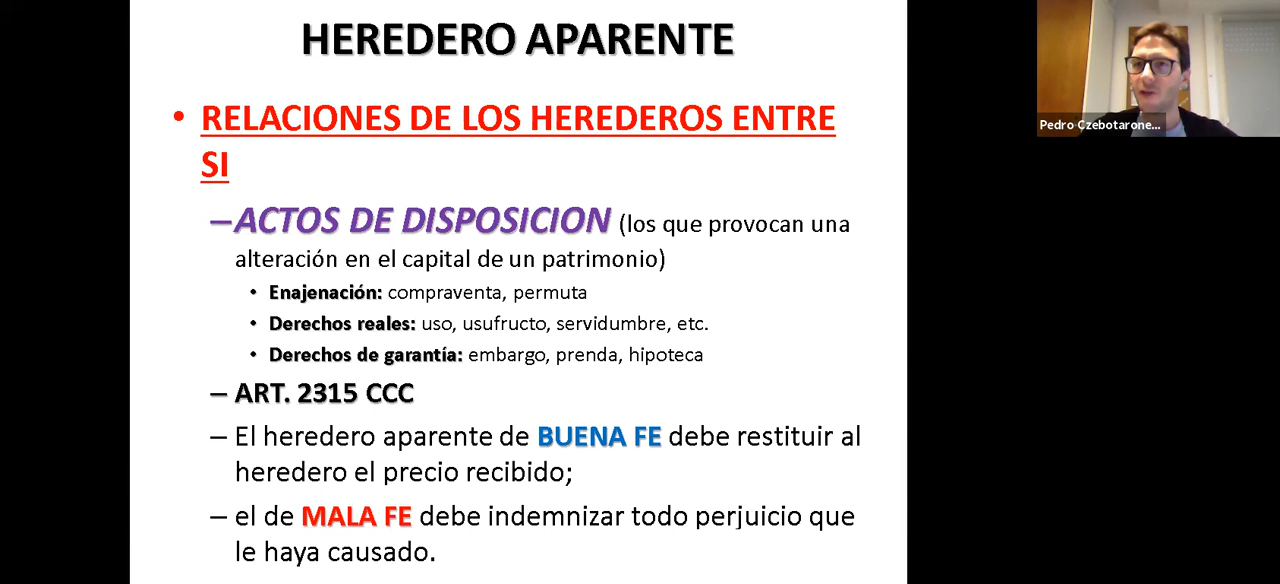 HEREDERO APARENTE
• RELACIONES DE LOS HEREDEROS ENTRE
SI
–ACTOS DE DISPOSICION (los que provocan una
alteración en el capital de un patrimonio)
• Enajenación: compraventa, permuta
• Derechos reales: uso, usufructo, servidumbre, etc.
• Derechos de garantía: embargo, prenda, hipoteca
– ART. 2315 CCC
– El heredero aparente de BUENA FE debe restituir al
heredero el precio recibido;
– el de MALA FE debe indemnizar todo perjuicio que
le haya causado.
Pedro Czebotarone...